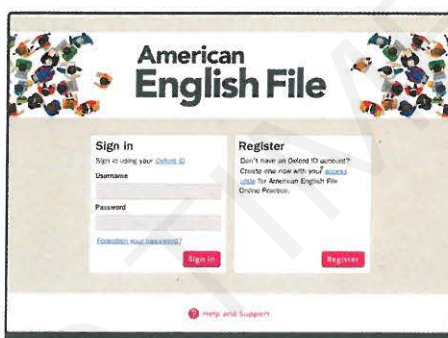 American
English File
Sign in
Sign in using your Oxford ID
Username
Password
Forgotten your password?
Sign in
Register
Don't have an Oxford ID account?
Create one now with your access
code for American English File
Online Practice.
Register
? Help and Support